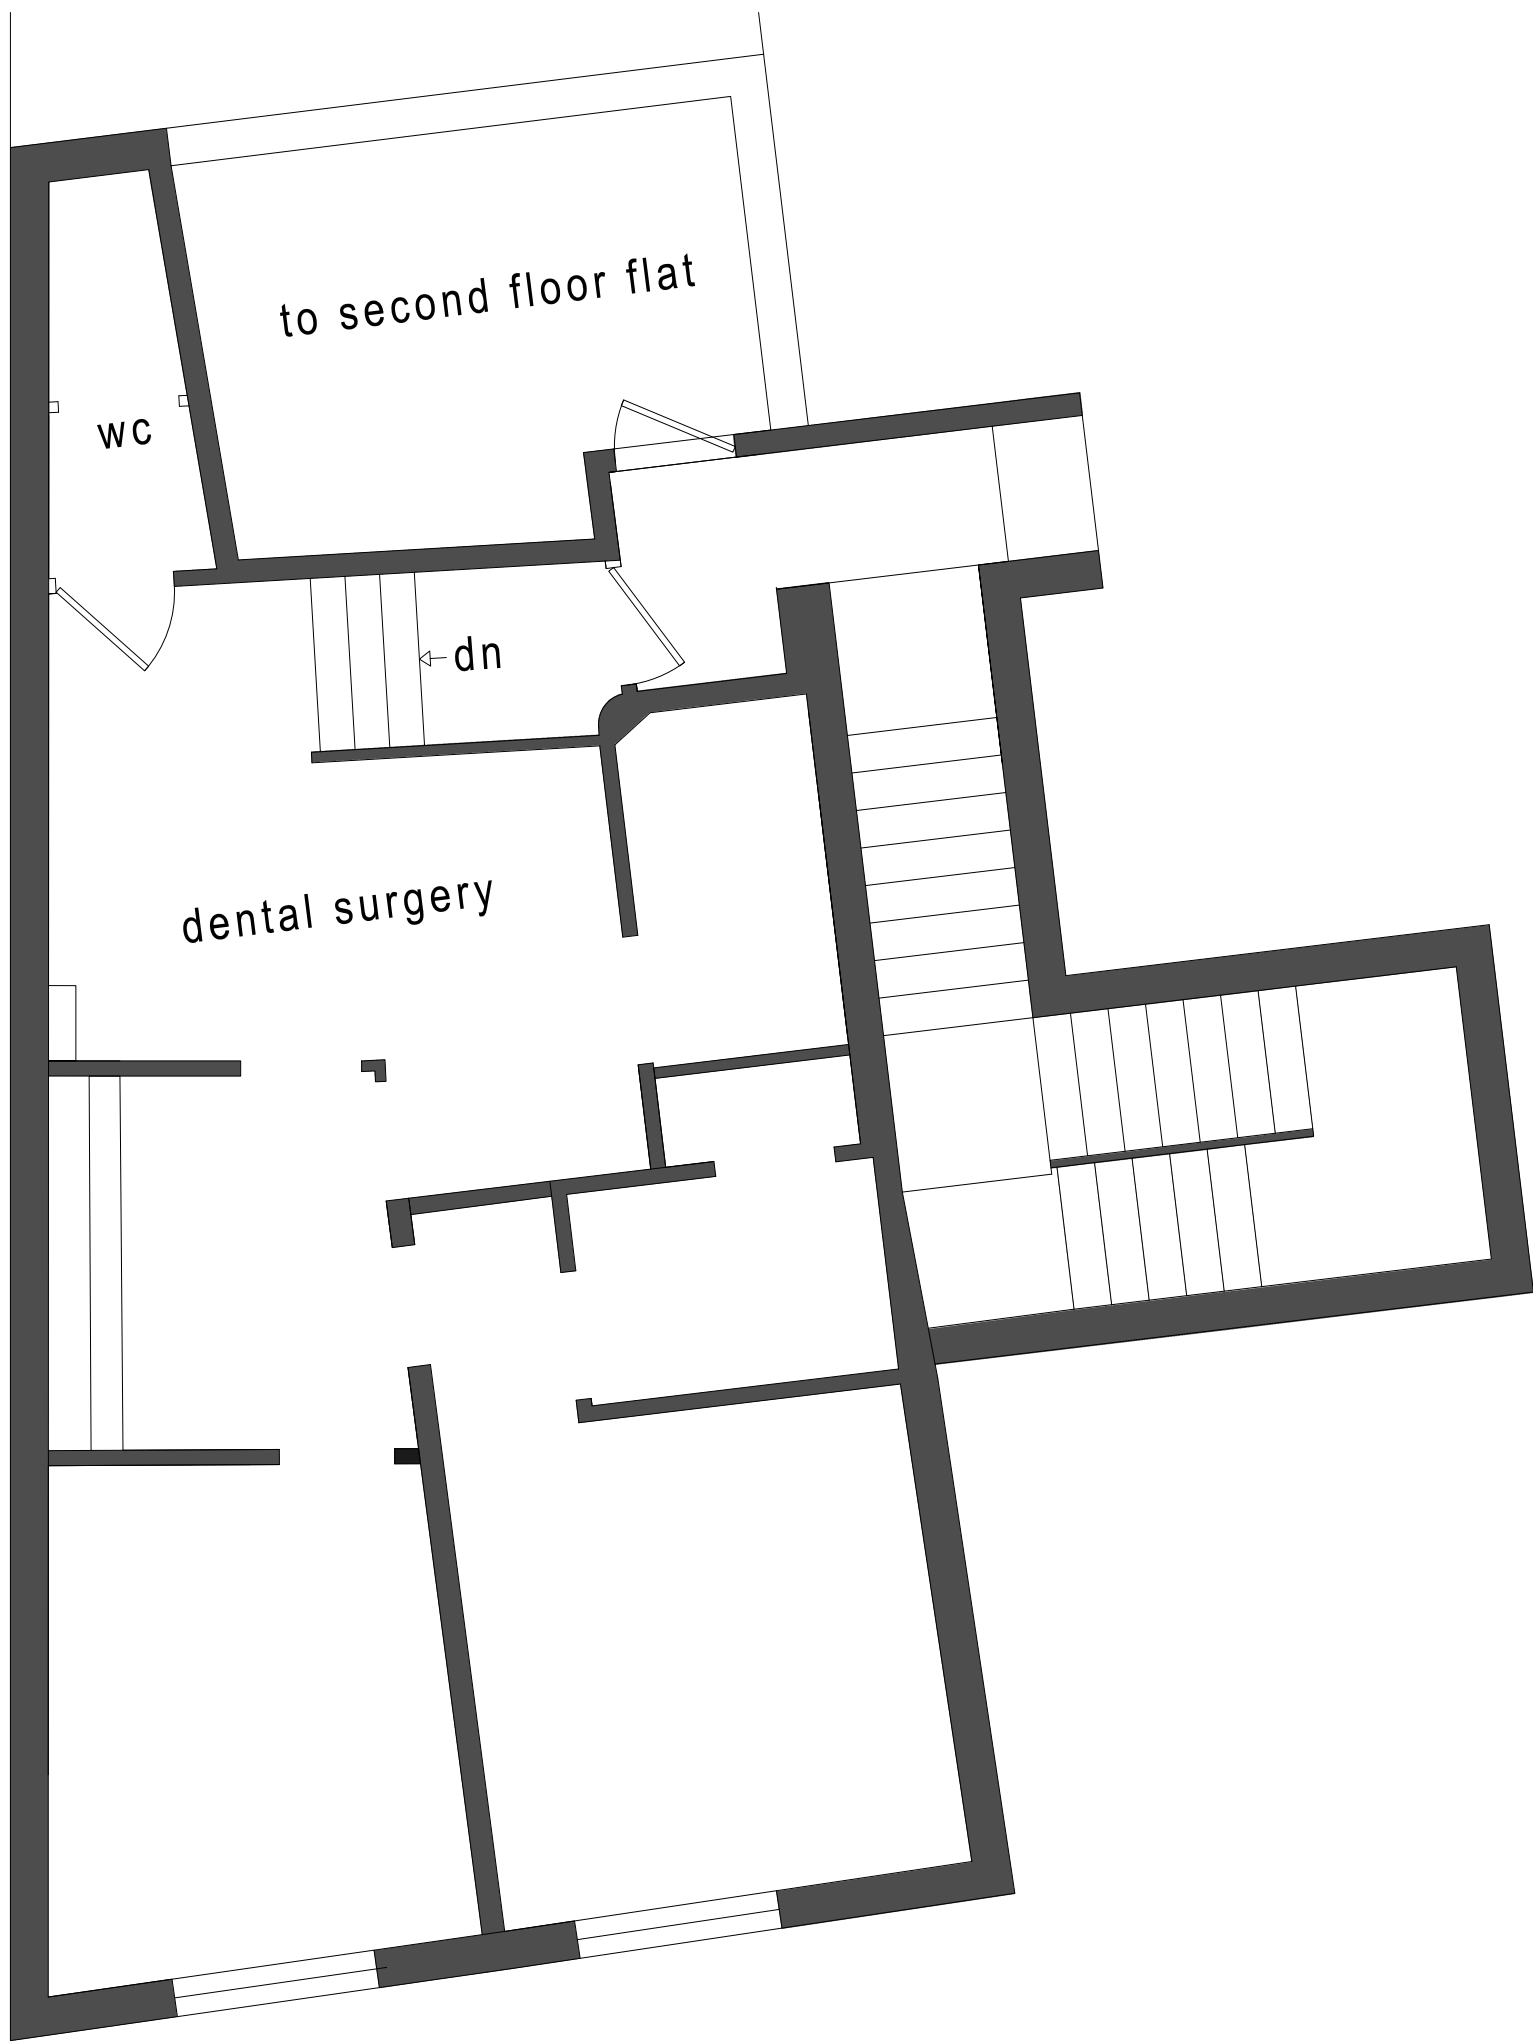 to second floor flat
wc
dn
dental surgery